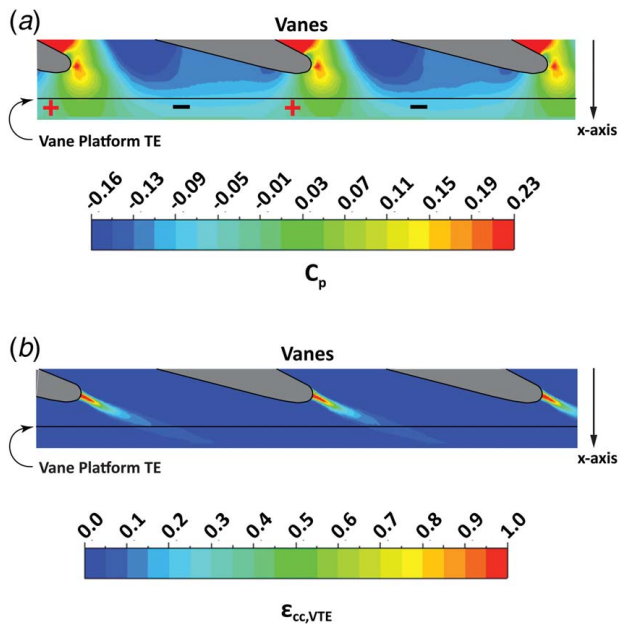 (a)
Vanes
+ − + −
Vane Platform TE
x-axis
-0.16 -0.13 -0.09 -0.05 -0.01 0.03 0.07 0.11 0.15 0.19 0.23
Cp
(b)
Vanes
Vane Platform TE
x-axis
0.0 0.1 0.2 0.3 0.4 0.5 0.6 0.7 0.8 0.9 1.0
εcc,VTE